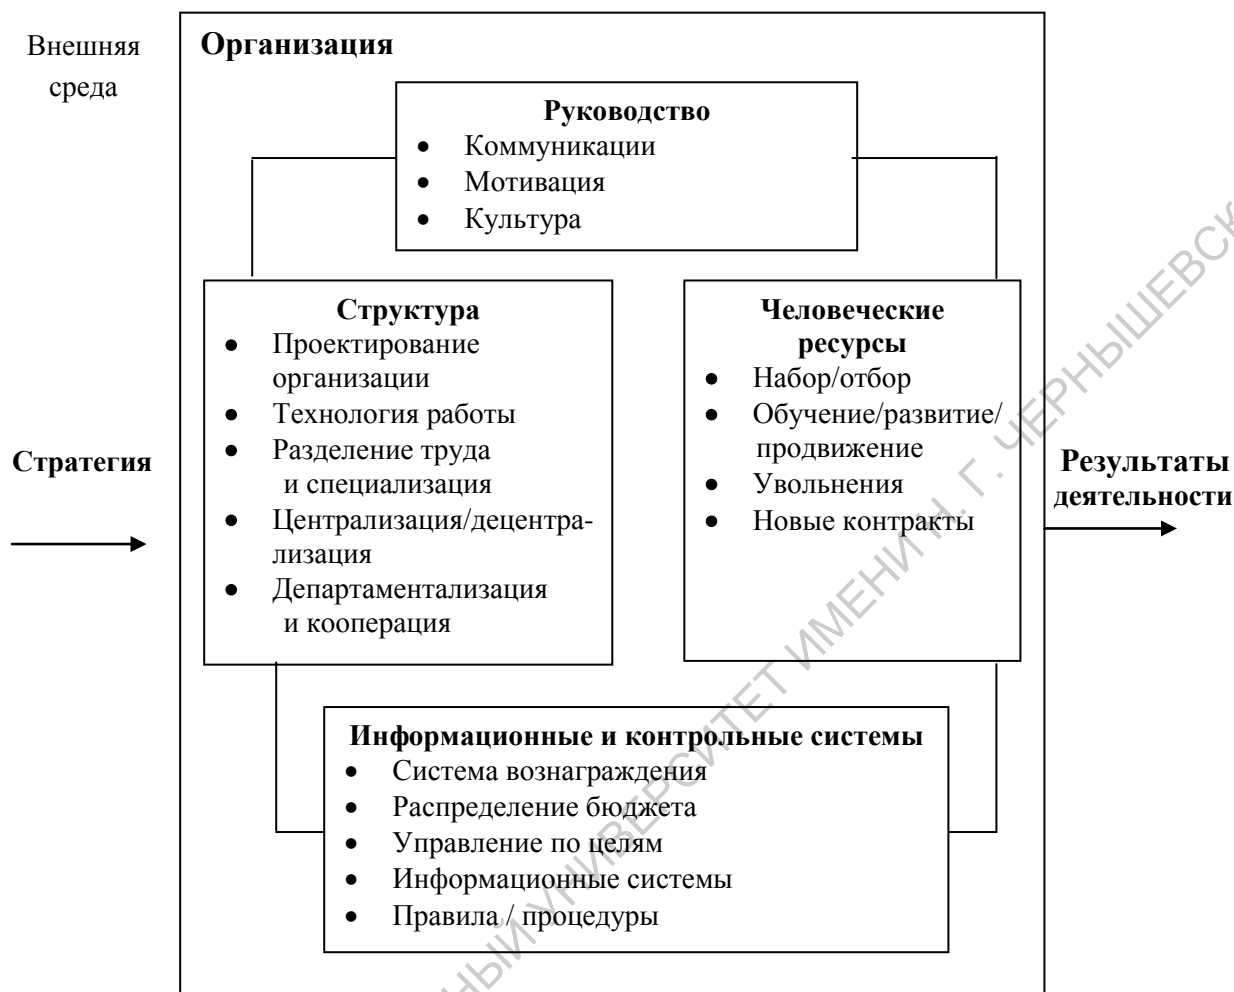 Внешняя
среда
Организация
Руководство
Коммуникации
Мотивация
Культура
Структура
Проектирование
организации
Технология работы
Разделение труда
и специализация
Централизация/децентра-
лизация
Департаментализация
и кооперация
Человеческие
ресурсы
Набор/отбор
Обучение/развитие/
продвижение
Увольнения
Новые контракты
Стратегия
Результаты
деятельности
Информационные и контрольные системы
Система вознаграждения
Распределение бюджета
Управление по целям
Информационные системы
Правила / процедуры
УНИВЕРСИТЕТ ИМЕНИ Н. Г.